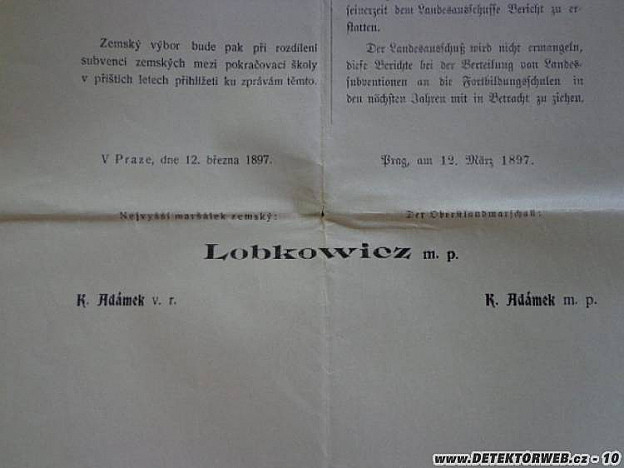 Zemský výbor bude pak při rozdílení
subvencí zemských mezi pokračovací školy
v příštích letech přihlížeti ku zprávám těmto.
V Praze, dne 12. března 1897.
Nejvyšší maršálek zemský:
seinerzeit dem Landesausschusse Bericht zu er-
statten.
Der Landesausschuß wird nicht ermangeln,
diese Berichte bei der Verteilung von Landes-
subventionen an die Fortbildungsschulen in
den nächsten Jahren mit in Betracht zu ziehen.
Prag, am 12. März 1897.
Der Oberstlandmarschall:
Lobkowicz m. p.
K. Adámek v. r.
K. Adámek m. p.
www.DETEKTORWEB.cz - 10